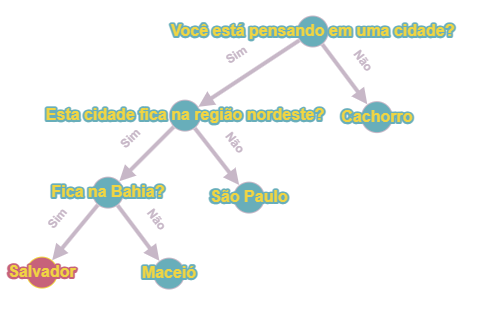 Você está pensando em uma cidade?
Sim
Não
Esta cidade fica na região nordeste?
Cachorro
Sim
Não
Fica na Bahia?
São Paulo
Sim
Não
Salvador
Maceió